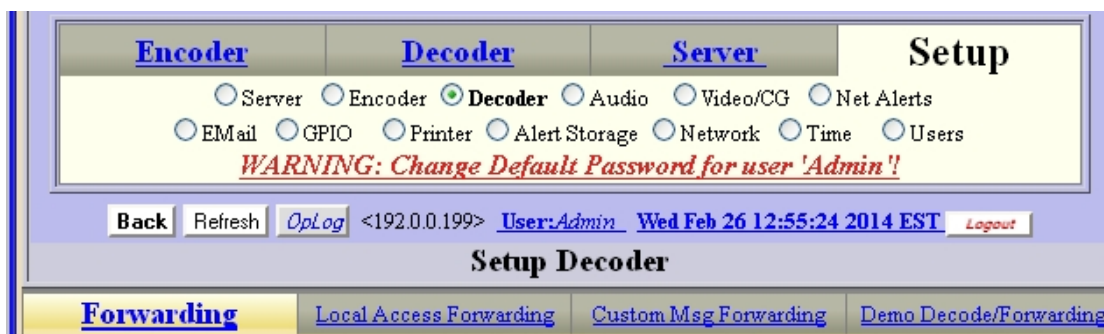 Encoder Decoder Server Setup
Server Encoder Decoder Audio Video/CG Net Alerts
EMail GPIO Printer Alert Storage Network Time Users
WARNING: Change Default Password for user 'Admin'!
Back Refresh OpLog <192.0.0.199> User:Admin Wed Feb 26 12:55:24 2014 EST Logout
Setup Decoder
Forwarding Local Access Forwarding Custom Msg Forwarding Demo Decode/Forwarding